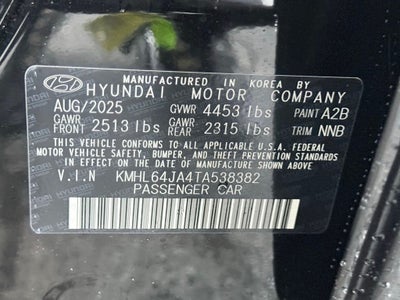 MANUFACTURED IN KOREA BY
HYUNDAI MOTOR COMPANY
AUG/2025 GVWR 4453 lbs PAINT A2B
GAWR FRONT 2513 lbs GAWR REAR 2315 lbs TRIM NNB
THIS VEHICLE CONFORMS TO ALL APPLICABLE U.S. FEDERAL
MOTOR VEHICLE SAFETY, BUMPER, AND THEFT PREVENTION
STANDARDS IN EFFECT ON THE DATE OF MANUFACTURE SHOWN ABOVE
V.I.N KMHL64JA4TA538382
PASSENGER CAR